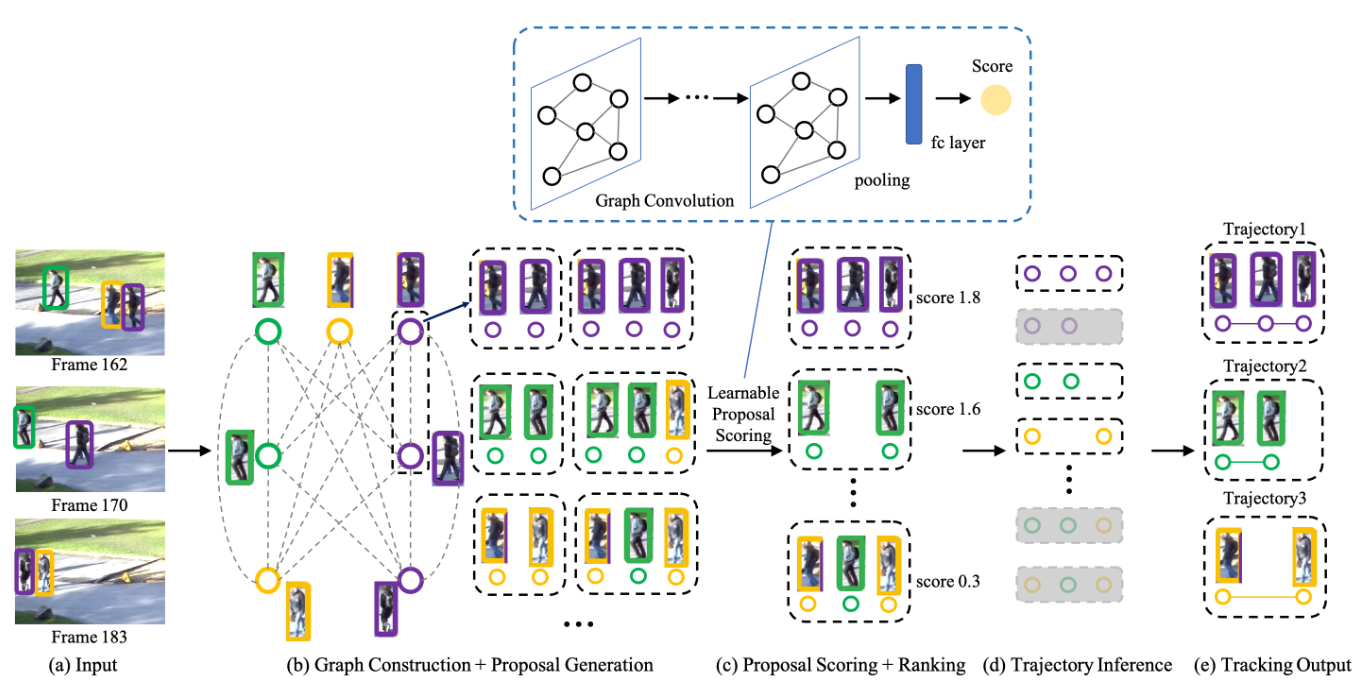 Score
fc layer
pooling
Graph Convolution
Frame 162
Frame 170
Frame 183
Learnable
Proposal
Scoring
score 1.8
score 1.6
score 0.3
Trajectory1
Trajectory2
Trajectory3
(a) Input
(b) Graph Construction + Proposal Generation
(c) Proposal Scoring + Ranking
(d) Trajectory Inference
(e) Tracking Output